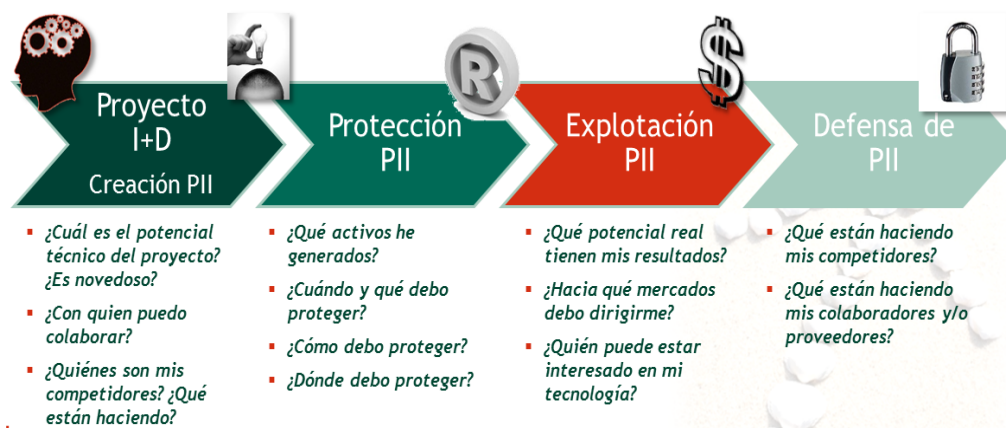 Proyecto
I+D
Creación PII
Protección
PII
Explotación
PII
Defensa de
PII
R
$
▪ ¿Cuál es el potencial
técnico del proyecto?
¿Es novedoso?
▪ ¿Con quien puedo
colaborar?
▪ ¿Quiénes son mis
competidores? ¿Qué
están haciendo?
▪ ¿Qué activos he
generados?
▪ ¿Cuándo y qué debo
proteger?
▪ ¿Cómo debo proteger?
▪ ¿Dónde debo proteger?
▪ ¿Qué potencial real
tienen mis resultados?
▪ ¿Hacia qué mercados
debo dirigirme?
▪ ¿Quién puede estar
interesado en mi
tecnología?
▪ ¿Qué están haciendo
mis competidores?
▪ ¿Qué están haciendo
mis colaboradores y/o
proveedores?